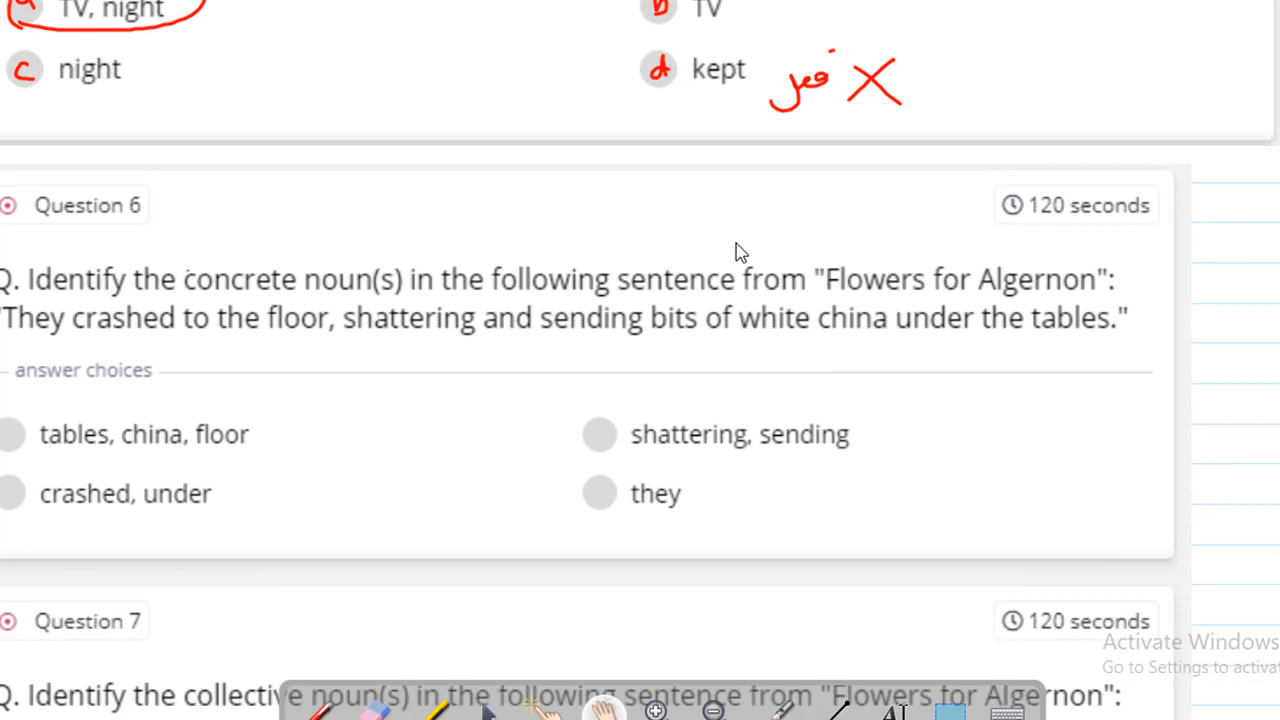 a TV, night
b TV
c night
d kept
Question 6
120 seconds
Q. Identify the concrete noun(s) in the following sentence from "Flowers for Algernon":
"They crashed to the floor, shattering and sending bits of white china under the tables."
answer choices
tables, china, floor
shattering, sending
crashed, under
they
Question 7
120 seconds
Activate Windows
Go to Settings to activat
Q. Identify the collective noun(s) in the following sentence from "Flowers for Algernon":